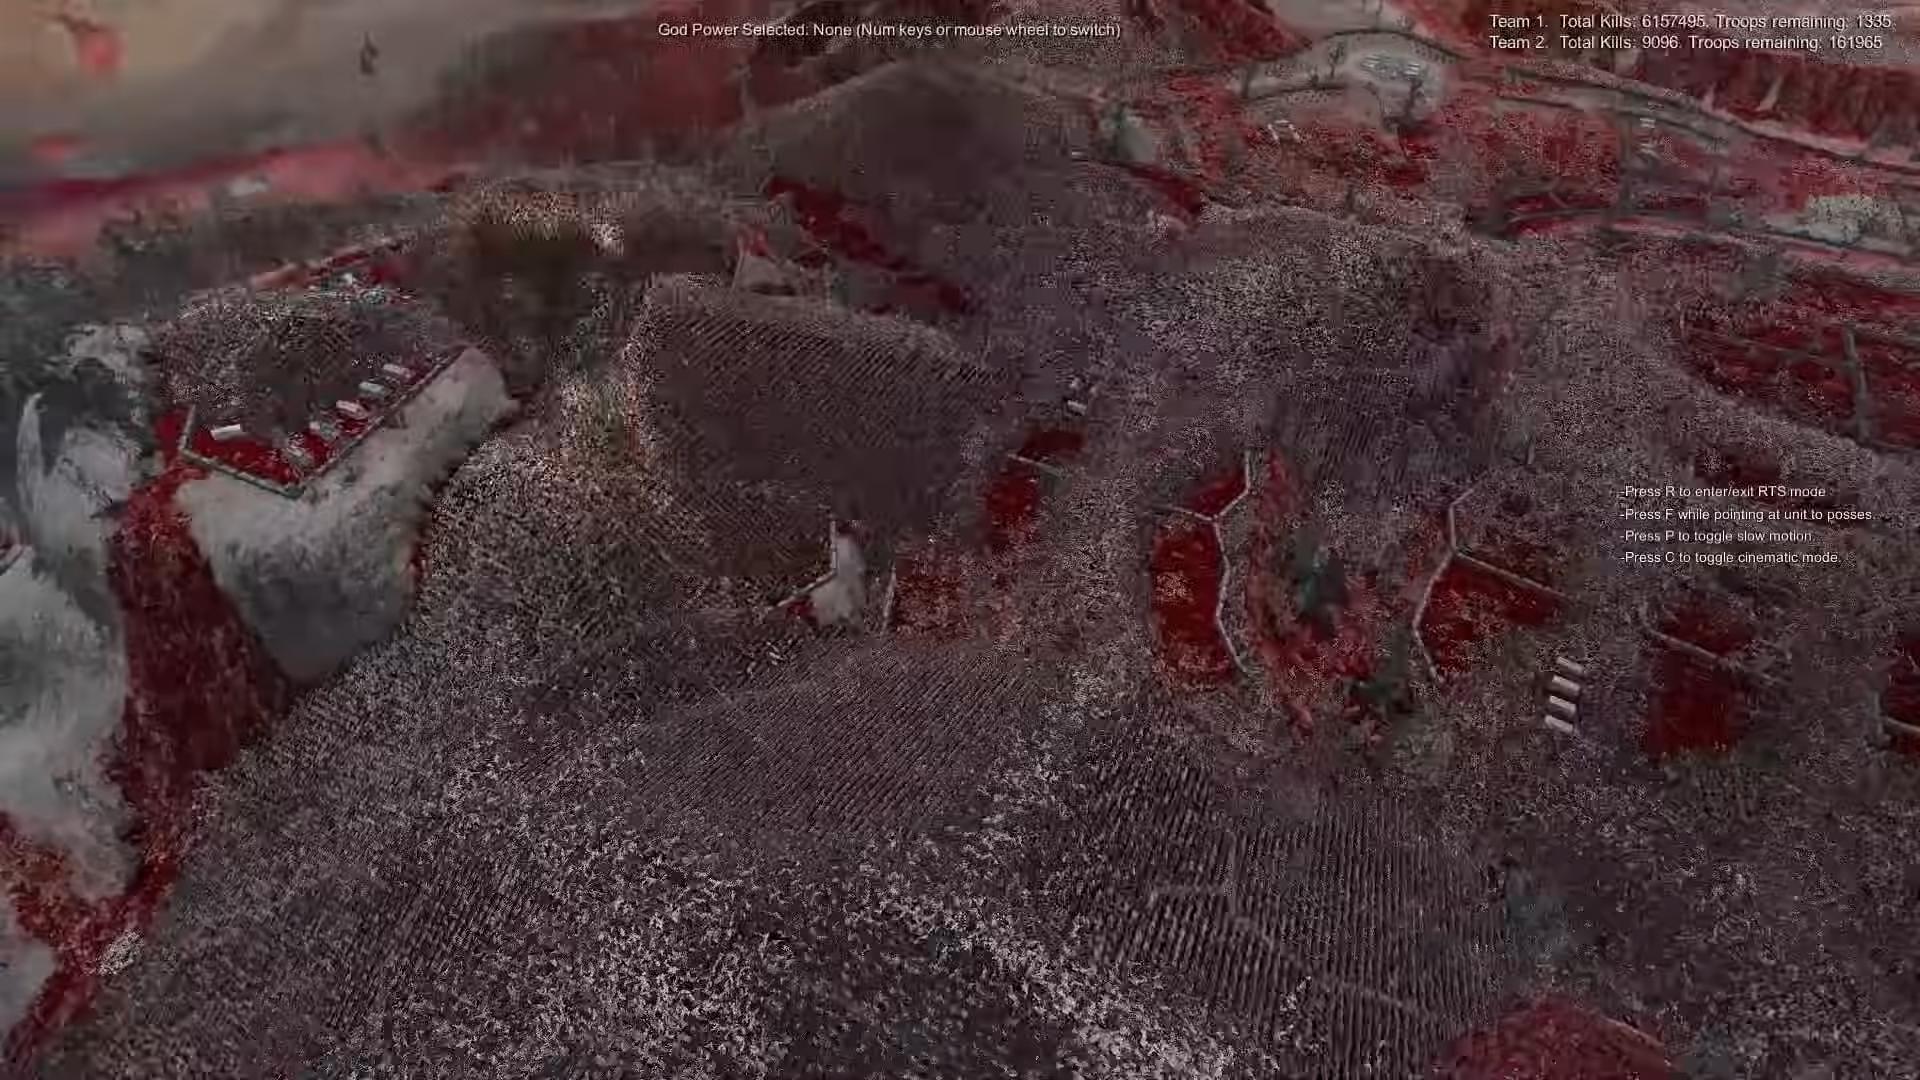 God Power Selected: None (Num keys or mouse wheel to switch)
Team 1. Total Kills: 6157495. Troops remaining: 1335
Team 2. Total Kills: 9096. Troops remaining: 161965
-Press R to enter/exit RTS mode
-Press F while pointing at unit to posses.
-Press P to toggle slow motion.
-Press C to toggle cinematic mode.